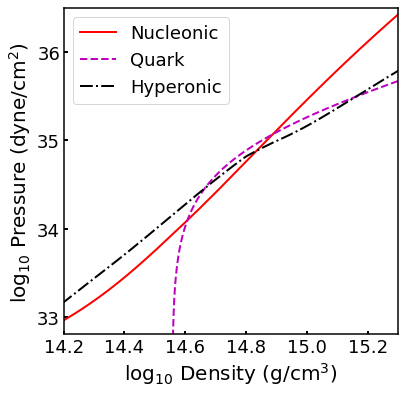 Nucleonic
Quark
Hyperonic
36
35
34
33
14.2 14.4 14.6 14.8 15.0 15.2
log₁₀ Pressure (dyne/cm²)
log₁₀ Density (g/cm³)